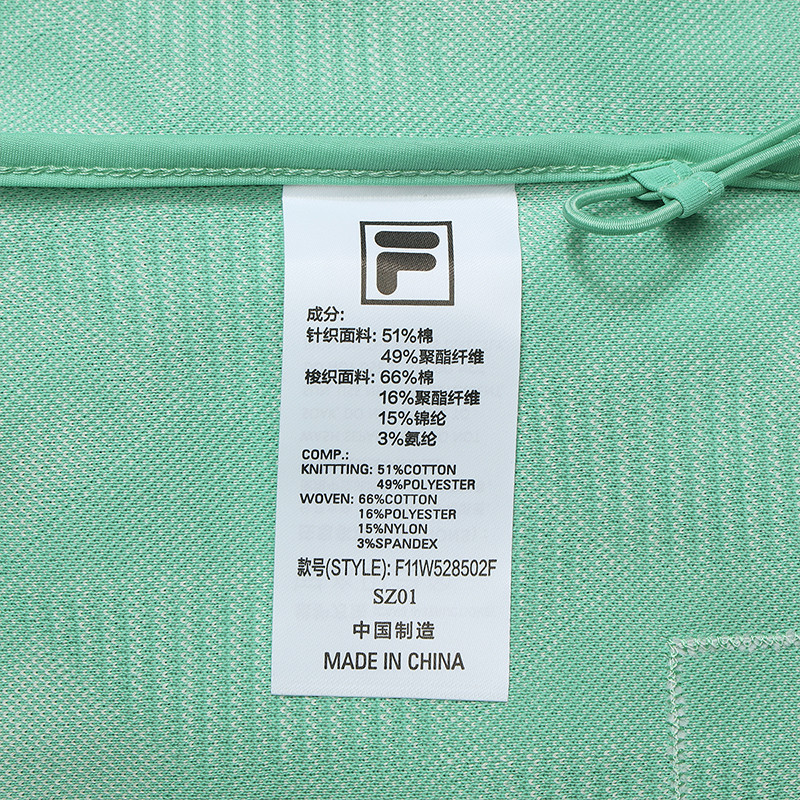 F
成分:
针织面料: 51%棉
49%聚酯纤维
梭织面料: 66%棉
16%聚酯纤维
15%锦纶
3%氨纶
COMP.:
KNITTTING: 51%COTTON
49%POLYESTER
WOVEN: 66%COTTON
16%POLYESTER
15%NYLON
3%SPANDEX
款号(STYLE): F11W528502F
SZ01
中国制造
MADE IN CHINA